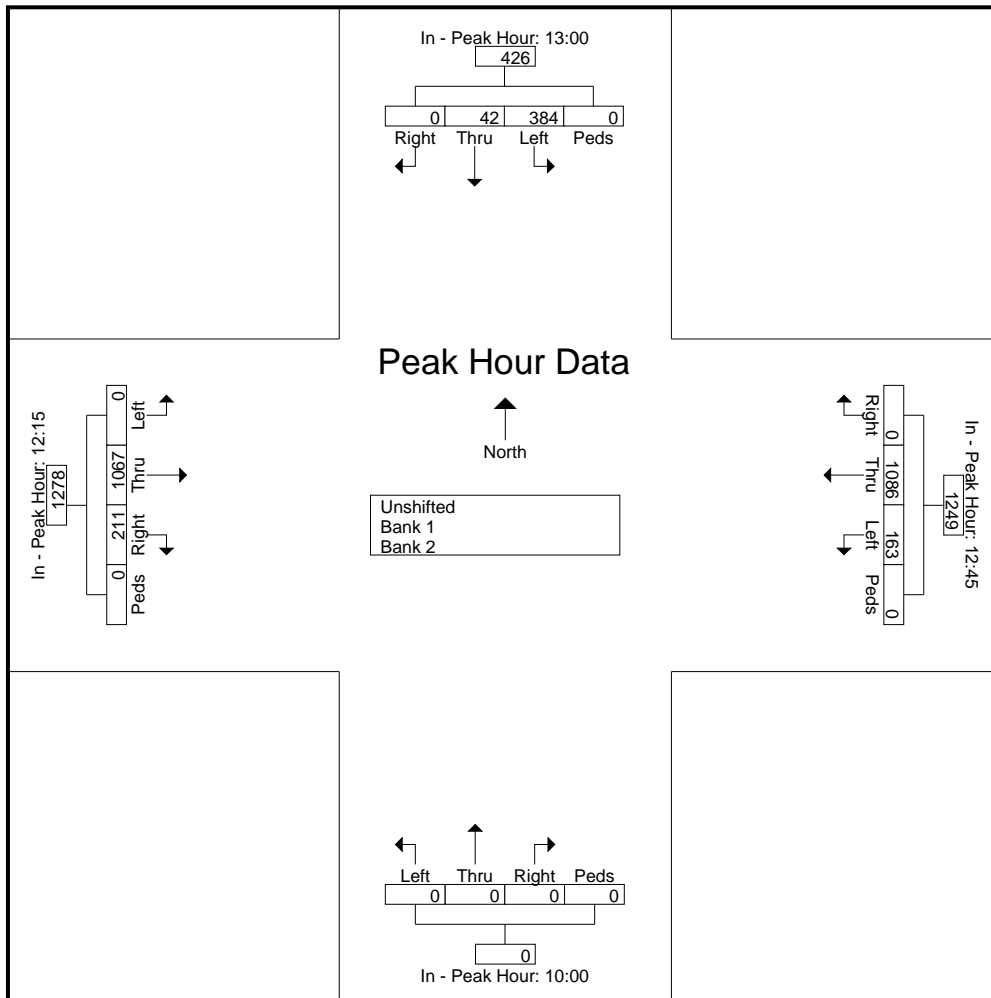 In - Peak Hour: 13:00
426
0 42 384 0
Right Thru Left Peds
Peak Hour Data
North
Unshifted
Bank 1
Bank 2
In - Peak Hour: 12:15
1278
0 1067 211 0
Left Thru Right Peds
Right Thru Left Peds
0 1086 163 0
1249
In - Peak Hour: 12:45
Left Thru Right Peds
0 0 0 0
0
In - Peak Hour: 10:00